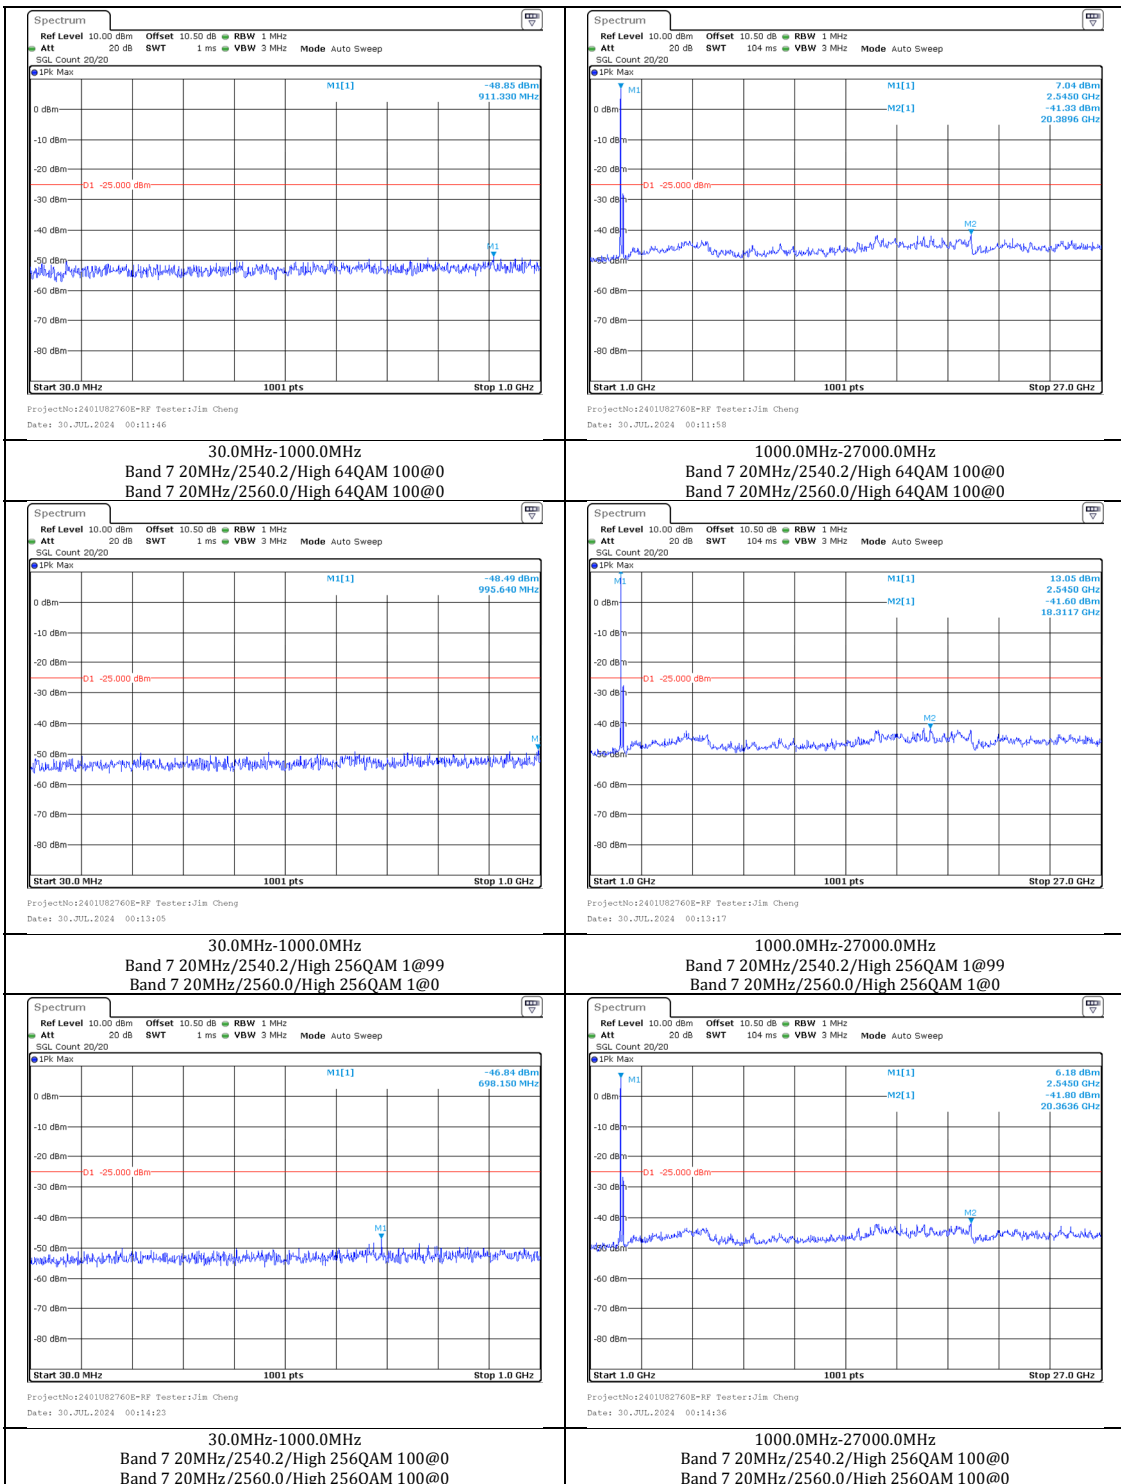 Spectrum
Ref Level 10.00 dBm Offset 10.50 dB RBW 1 MHz
Att 20 dB SWT 1 ms VBW 3 MHz Mode Auto Sweep
SGL Count 20/20
1Pk Max
M1[1] -48.85 dBm
911.330 MHz
0 dBm
-10 dBm
-20 dBm
D1 -25.000 dBm
-30 dBm
-40 dBm
M1
-50 dBm
-60 dBm
-70 dBm
-80 dBm
Start 30.0 MHz 1001 pts Stop 1.0 GHz
ProjectNo:2401U82760E-RF Tester:Jim Cheng
Date: 30.JUL.2024 00:11:46
Spectrum
Ref Level 10.00 dBm Offset 10.50 dB RBW 1 MHz
Att 20 dB SWT 104 ms VBW 3 MHz Mode Auto Sweep
SGL Count 20/20
1Pk Max
M1
M1[1] 7.04 dBm
2.5450 GHz
M2[1] -41.33 dBm
20.3896 GHz
0 dBm
-10 dBm
-20 dBm
D1 -25.000 dBm
-30 dBm
-40 dBm
M2
-50 dBm
-60 dBm
-70 dBm
-80 dBm
Start 1.0 GHz 1001 pts Stop 27.0 GHz
ProjectNo:2401U82760E-RF Tester:Jim Cheng
Date: 30.JUL.2024 00:11:58
30.0MHz-1000.0MHz
Band 7 20MHz/2540.2/High 64QAM 100@0
Band 7 20MHz/2560.0/High 64QAM 100@0
1000.0MHz-27000.0MHz
Band 7 20MHz/2540.2/High 64QAM 100@0
Band 7 20MHz/2560.0/High 64QAM 100@0
Spectrum
Ref Level 10.00 dBm Offset 10.50 dB RBW 1 MHz
Att 20 dB SWT 1 ms VBW 3 MHz Mode Auto Sweep
SGL Count 20/20
1Pk Max
M1[1] -48.49 dBm
995.640 MHz
0 dBm
-10 dBm
-20 dBm
D1 -25.000 dBm
-30 dBm
-40 dBm
M
-50 dBm
-60 dBm
-70 dBm
-80 dBm
Start 30.0 MHz 1001 pts Stop 1.0 GHz
ProjectNo:2401U82760E-RF Tester:Jim Cheng
Date: 30.JUL.2024 00:13:05
Spectrum
Ref Level 10.00 dBm Offset 10.50 dB RBW 1 MHz
Att 20 dB SWT 104 ms VBW 3 MHz Mode Auto Sweep
SGL Count 20/20
1Pk Max
M1
M1[1] 13.05 dBm
2.5450 GHz
M2[1] -41.60 dBm
18.3117 GHz
0 dBm
-10 dBm
-20 dBm
D1 -25.000 dBm
-30 dBm
-40 dBm
M2
-50 dBm
-60 dBm
-70 dBm
-80 dBm
Start 1.0 GHz 1001 pts Stop 27.0 GHz
ProjectNo:2401U82760E-RF Tester:Jim Cheng
Date: 30.JUL.2024 00:13:17
30.0MHz-1000.0MHz
Band 7 20MHz/2540.2/High 256QAM 1@99
Band 7 20MHz/2560.0/High 256QAM 1@0
1000.0MHz-27000.0MHz
Band 7 20MHz/2540.2/High 256QAM 1@99
Band 7 20MHz/2560.0/High 256QAM 1@0
Spectrum
Ref Level 10.00 dBm Offset 10.50 dB RBW 1 MHz
Att 20 dB SWT 1 ms VBW 3 MHz Mode Auto Sweep
SGL Count 20/20
1Pk Max
M1[1] -46.84 dBm
698.150 MHz
0 dBm
-10 dBm
-20 dBm
D1 -25.000 dBm
-30 dBm
-40 dBm
M1
-50 dBm
-60 dBm
-70 dBm
-80 dBm
Start 30.0 MHz 1001 pts Stop 1.0 GHz
ProjectNo:2401U82760E-RF Tester:Jim Cheng
Date: 30.JUL.2024 00:14:23
Spectrum
Ref Level 10.00 dBm Offset 10.50 dB RBW 1 MHz
Att 20 dB SWT 104 ms VBW 3 MHz Mode Auto Sweep
SGL Count 20/20
1Pk Max
M1
M1[1] 6.18 dBm
2.5450 GHz
M2[1] -41.80 dBm
20.3636 GHz
0 dBm
-10 dBm
-20 dBm
D1 -25.000 dBm
-30 dBm
-40 dBm
M2
-50 dBm
-60 dBm
-70 dBm
-80 dBm
Start 1.0 GHz 1001 pts Stop 27.0 GHz
ProjectNo:2401U82760E-RF Tester:Jim Cheng
Date: 30.JUL.2024 00:14:36
30.0MHz-1000.0MHz
Band 7 20MHz/2540.2/High 256QAM 100@0
Band 7 20MHz/2560.0/High 256QAM 100@0
1000.0MHz-27000.0MHz
Band 7 20MHz/2540.2/High 256QAM 100@0
Band 7 20MHz/2560.0/High 256QAM 100@0